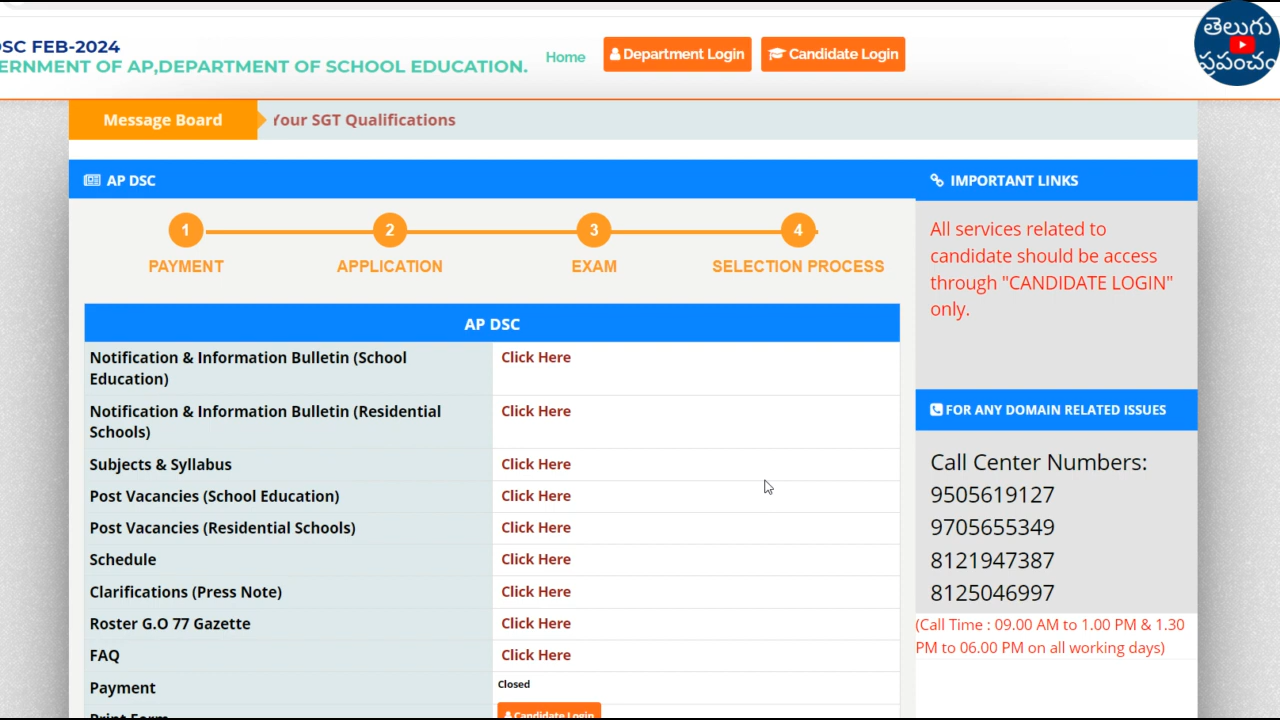 DSC FEB-2024
ERNMENT OF AP,DEPARTMENT OF SCHOOL EDUCATION.
Home
Department Login
Candidate Login
తెలుగు
ప్రపంచం
Message Board
Your SGT Qualifications
AP DSC
1
2
3
4
PAYMENT
APPLICATION
EXAM
SELECTION PROCESS
AP DSC
Notification & Information Bulletin (School
Education)
Click Here
Notification & Information Bulletin (Residential
Schools)
Click Here
Subjects & Syllabus
Click Here
Post Vacancies (School Education)
Click Here
Post Vacancies (Residential Schools)
Click Here
Schedule
Click Here
Clarifications (Press Note)
Click Here
Roster G.O 77 Gazette
Click Here
FAQ
Click Here
Payment
Closed
Print Form
Candidate Login
IMPORTANT LINKS
All services related to
candidate should be access
through "CANDIDATE LOGIN"
only.
FOR ANY DOMAIN RELATED ISSUES
Call Center Numbers:
9505619127
9705655349
8121947387
8125046997
(Call Time : 09.00 AM to 1.00 PM & 1.30
PM to 06.00 PM on all working days)